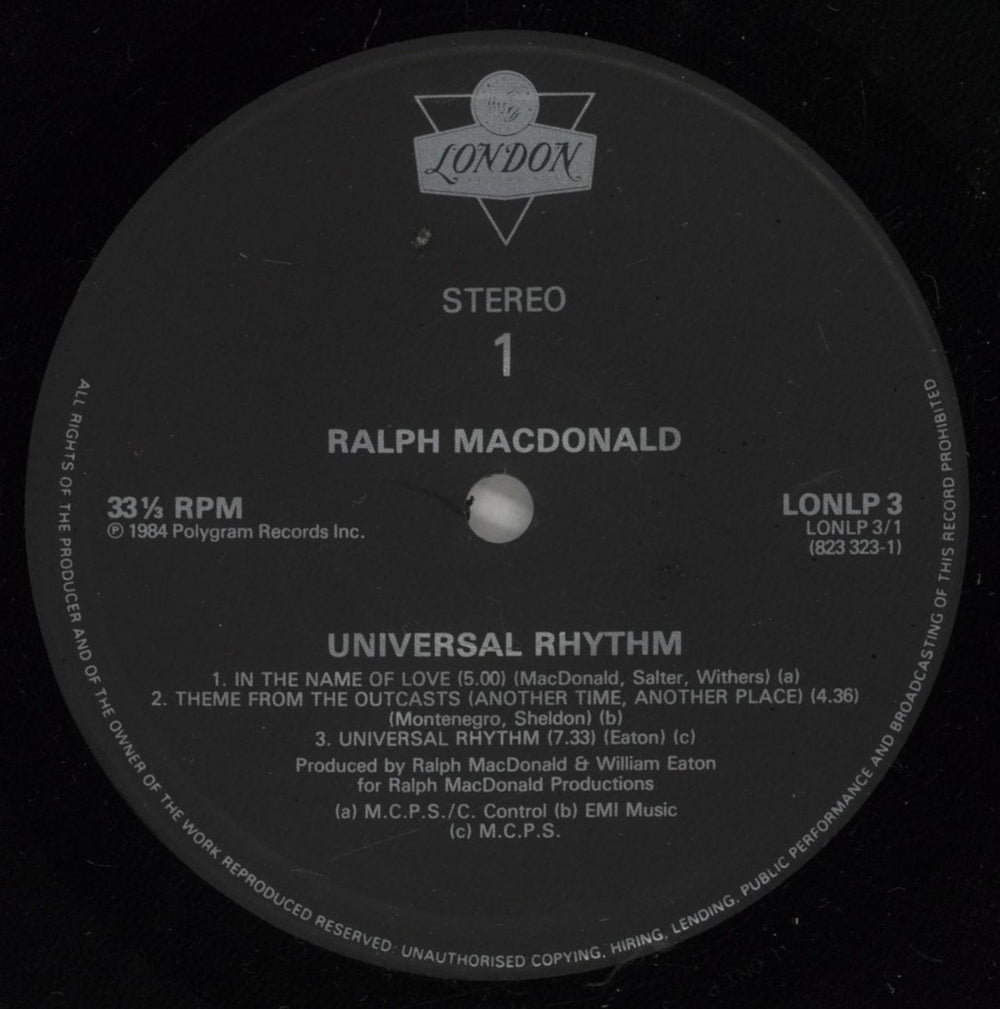 LONDON
STEREO
1
RALPH MACDONALD
33⅓ RPM
℗ 1984 Polygram Records Inc.
LONLP 3
LONLP 3/1
(823 323-1)
UNIVERSAL RHYTHM
1. IN THE NAME OF LOVE (5.00) (MacDonald, Salter, Withers) (a)
2. THEME FROM THE OUTCASTS (ANOTHER TIME, ANOTHER PLACE) (4.36)
(Montenegro, Sheldon) (b)
3. UNIVERSAL RHYTHM (7.33) (Eaton) (c)
Produced by Ralph MacDonald & William Eaton
for Ralph MacDonald Productions
(a) M.C.P.S./C. Control (b) EMI Music
(c) M.C.P.S.
ALL RIGHTS OF THE PRODUCER AND OF THE OWNER OF THE WORK REPRODUCED RESERVED. UNAUTHORISED COPYING, HIRING, LENDING, PUBLIC PERFORMANCE AND BROADCASTING OF THIS RECORD PROHIBITED